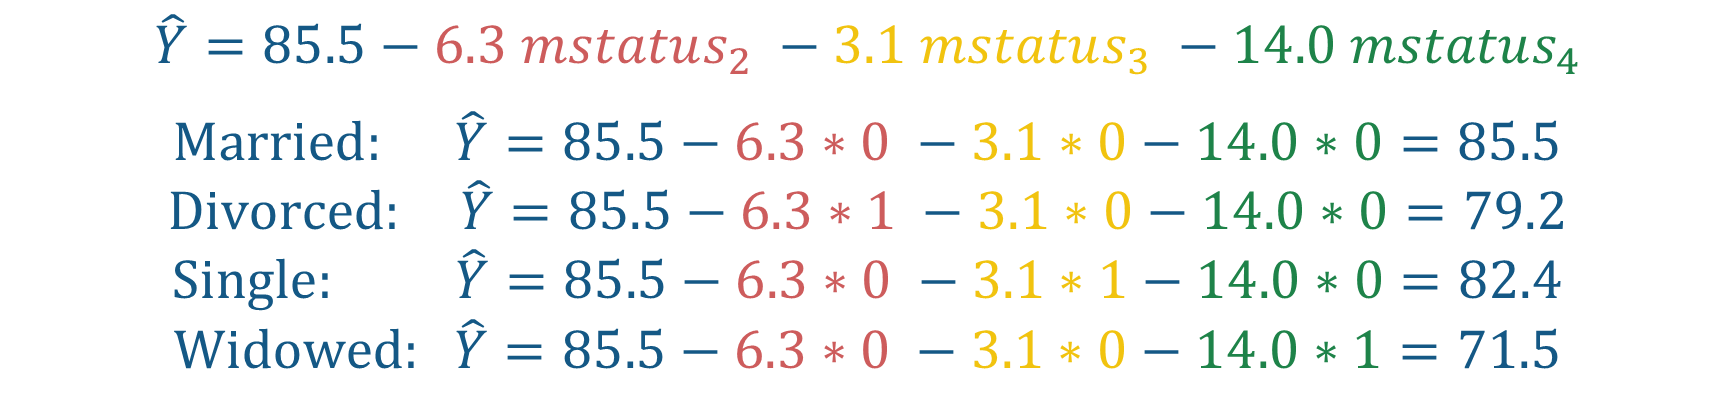 Ŷ = 85.5 − 6.3 mstatus₂ − 3.1 mstatus₃ − 14.0 mstatus₄
Married: Ŷ = 85.5 − 6.3 ∗ 0 − 3.1 ∗ 0 − 14.0 ∗ 0 = 85.5
Divorced: Ŷ = 85.5 − 6.3 ∗ 1 − 3.1 ∗ 0 − 14.0 ∗ 0 = 79.2
Single: Ŷ = 85.5 − 6.3 ∗ 0 − 3.1 ∗ 1 − 14.0 ∗ 0 = 82.4
Widowed: Ŷ = 85.5 − 6.3 ∗ 0 − 3.1 ∗ 0 − 14.0 ∗ 1 = 71.5